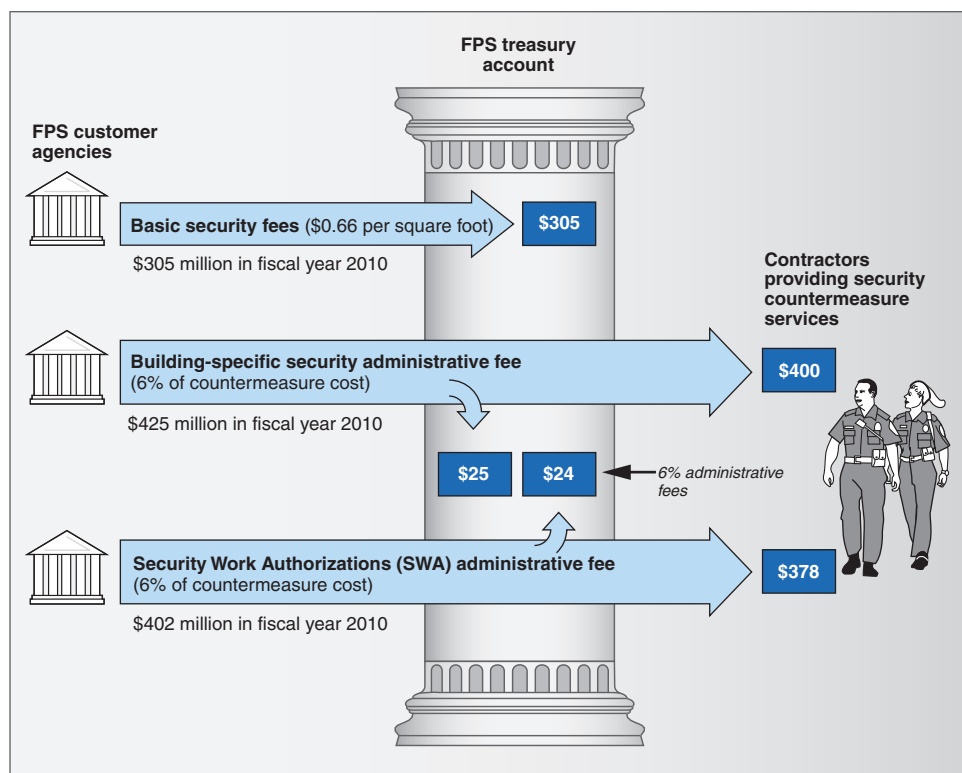 FPS treasury
account
FPS customer
agencies
Basic security fees ($0.66 per square foot)
$305
$305 million in fiscal year 2010
Contractors
providing security
countermeasure
services
Building-specific security administrative fee
(6% of countermeasure cost)
$400
$425 million in fiscal year 2010
$25
$24
6% administrative
fees
Security Work Authorizations (SWA) administrative fee
(6% of countermeasure cost)
$378
$402 million in fiscal year 2010